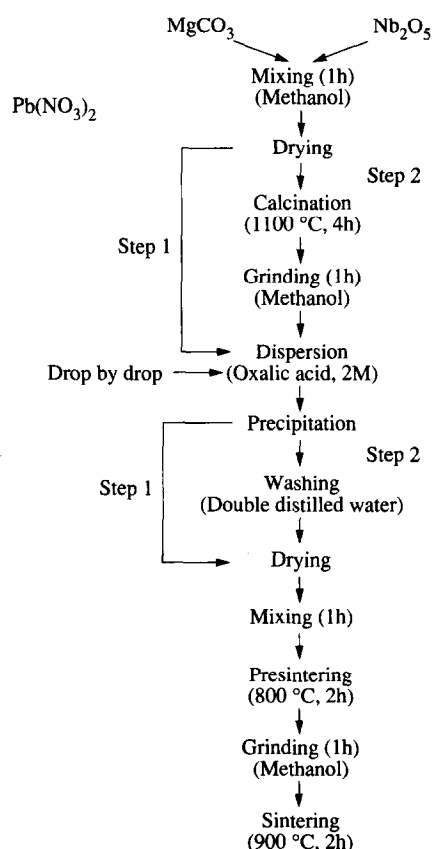 MgCO3
Nb2O5
Mixing (1h)
(Methanol)
Pb(NO3)2
Drying
Step 2
Calcination
(1100 °C, 4h)
Step 1
Grinding (1h)
(Methanol)
Dispersion
Drop by drop
(Oxalic acid, 2M)
Precipitation
Step 2
Washing
Step 1
(Double distilled water)
Drying
Mixing (1h)
Presintering
(800 °C, 2h)
Grinding (1h)
(Methanol)
Sintering
(900 °C, 2h)